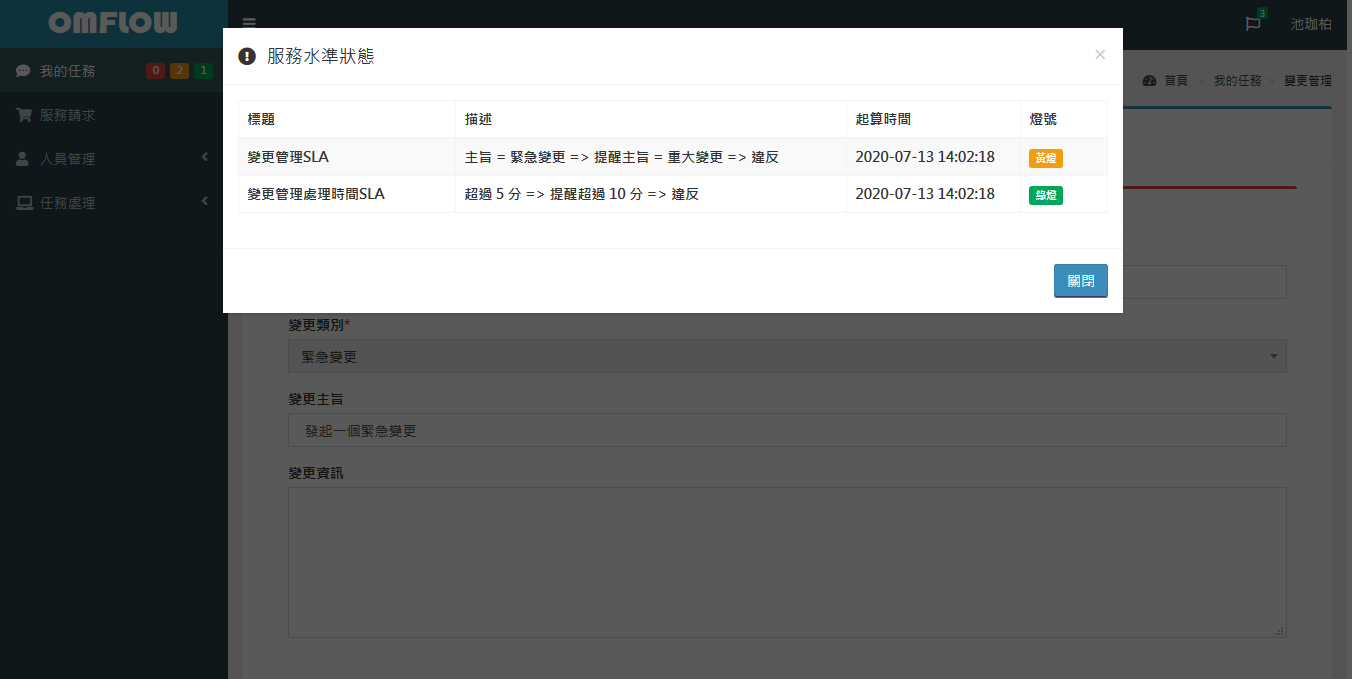 OMFLOW
3
池珈柏
服務水準狀態
×
我的任務 0 2 1
首頁 > 我的任務 > 變更管理
服務請求
人員管理
任務處理
標題 描述 起算時間 燈號
變更管理SLA 主旨 = 緊急變更 => 提醒主旨 = 重大變更 => 違反 2020-07-13 14:02:18 黃燈
變更管理處理時間SLA 超過 5 分 => 提醒超過 10 分 => 違反 2020-07-13 14:02:18 綠燈
關閉
變更類別*
緊急變更
變更主旨
發起一個緊急變更
變更資訊